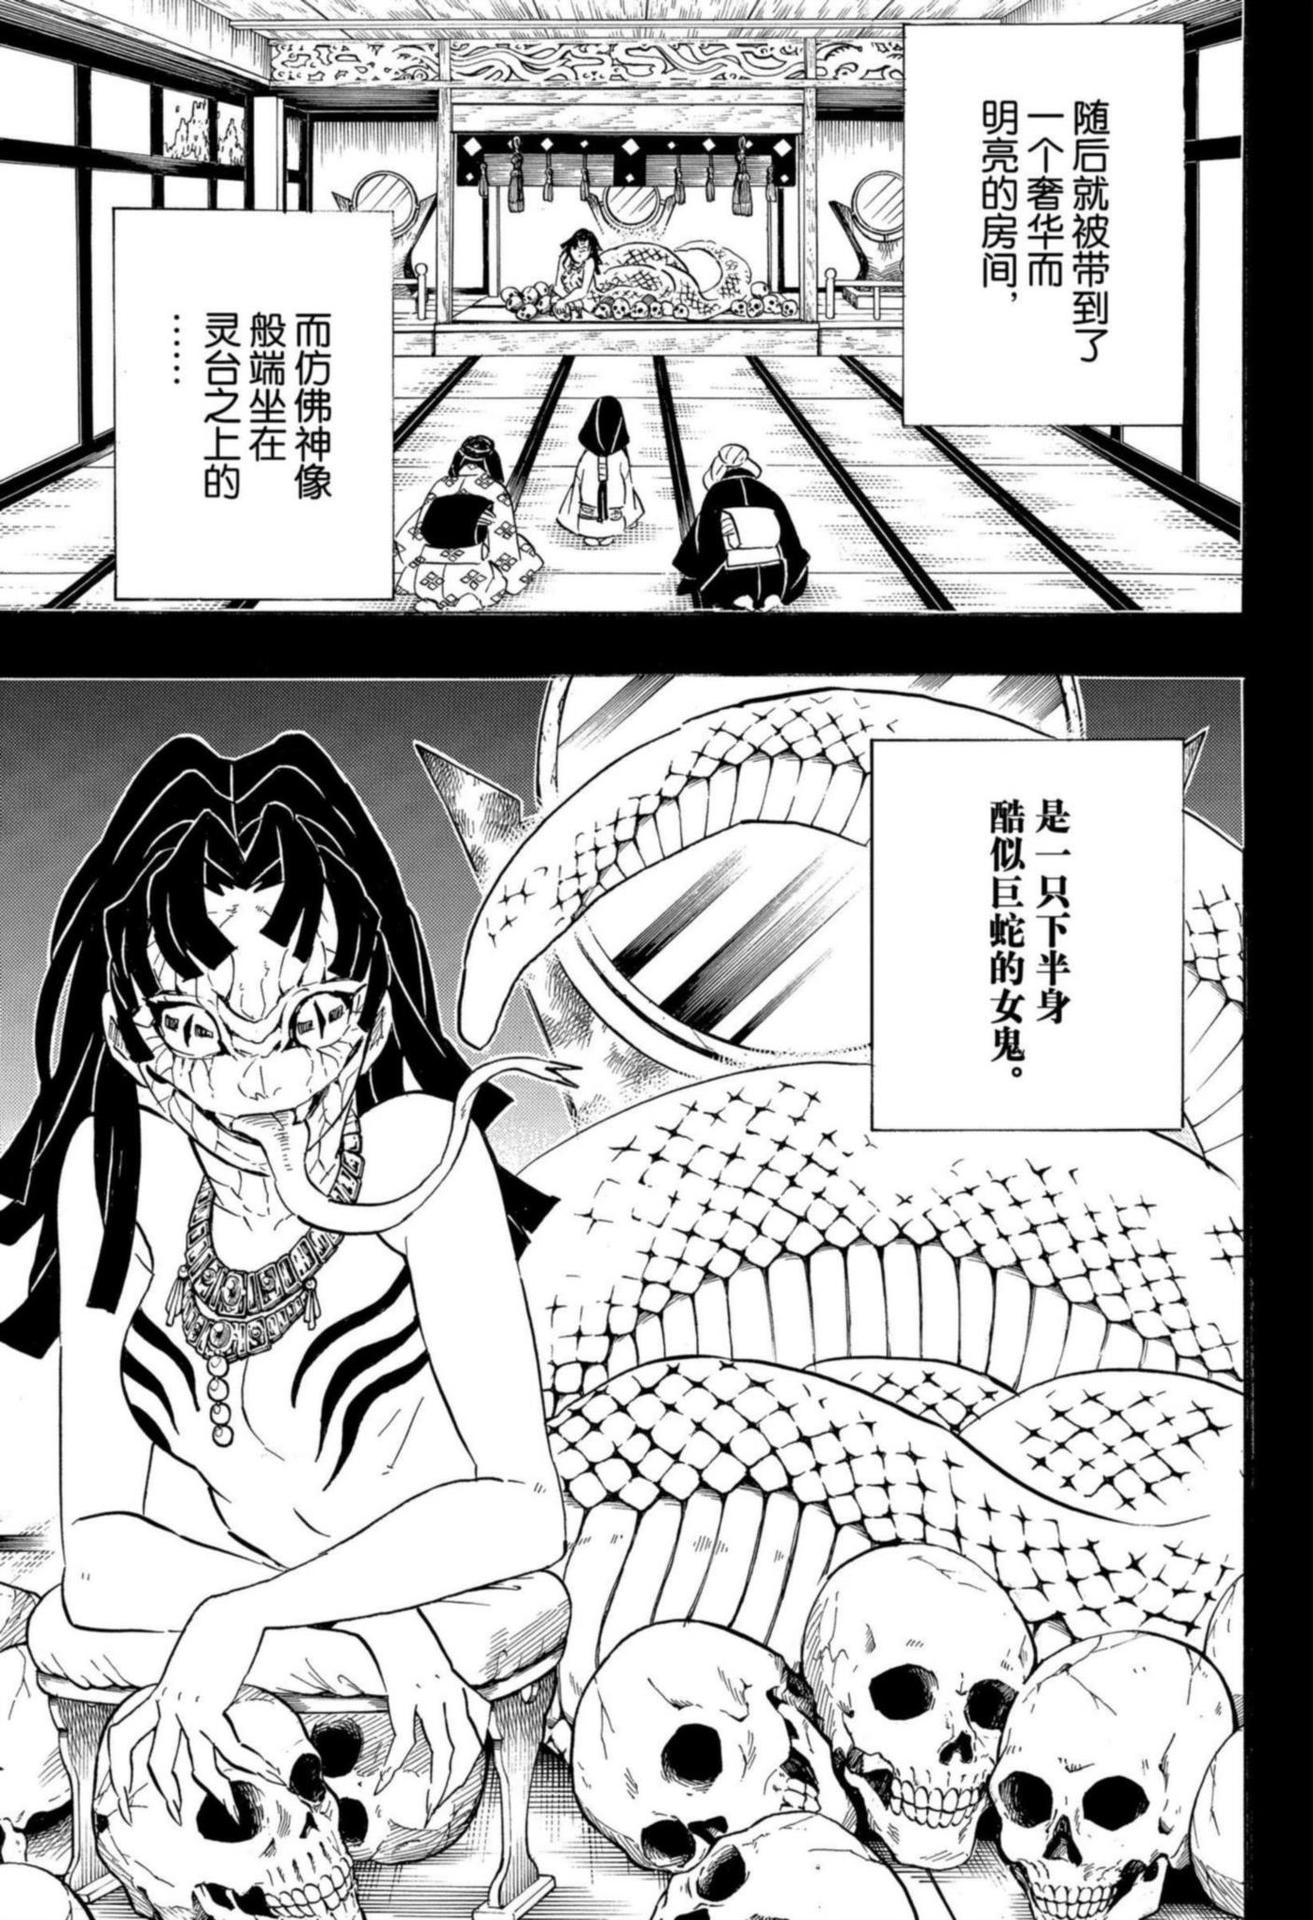 随后就被带到了
一个奢华而
明亮的房间，
而仿佛神像
般端坐在
灵台之上的
……
是一只下半身
酷似巨蛇的女鬼。